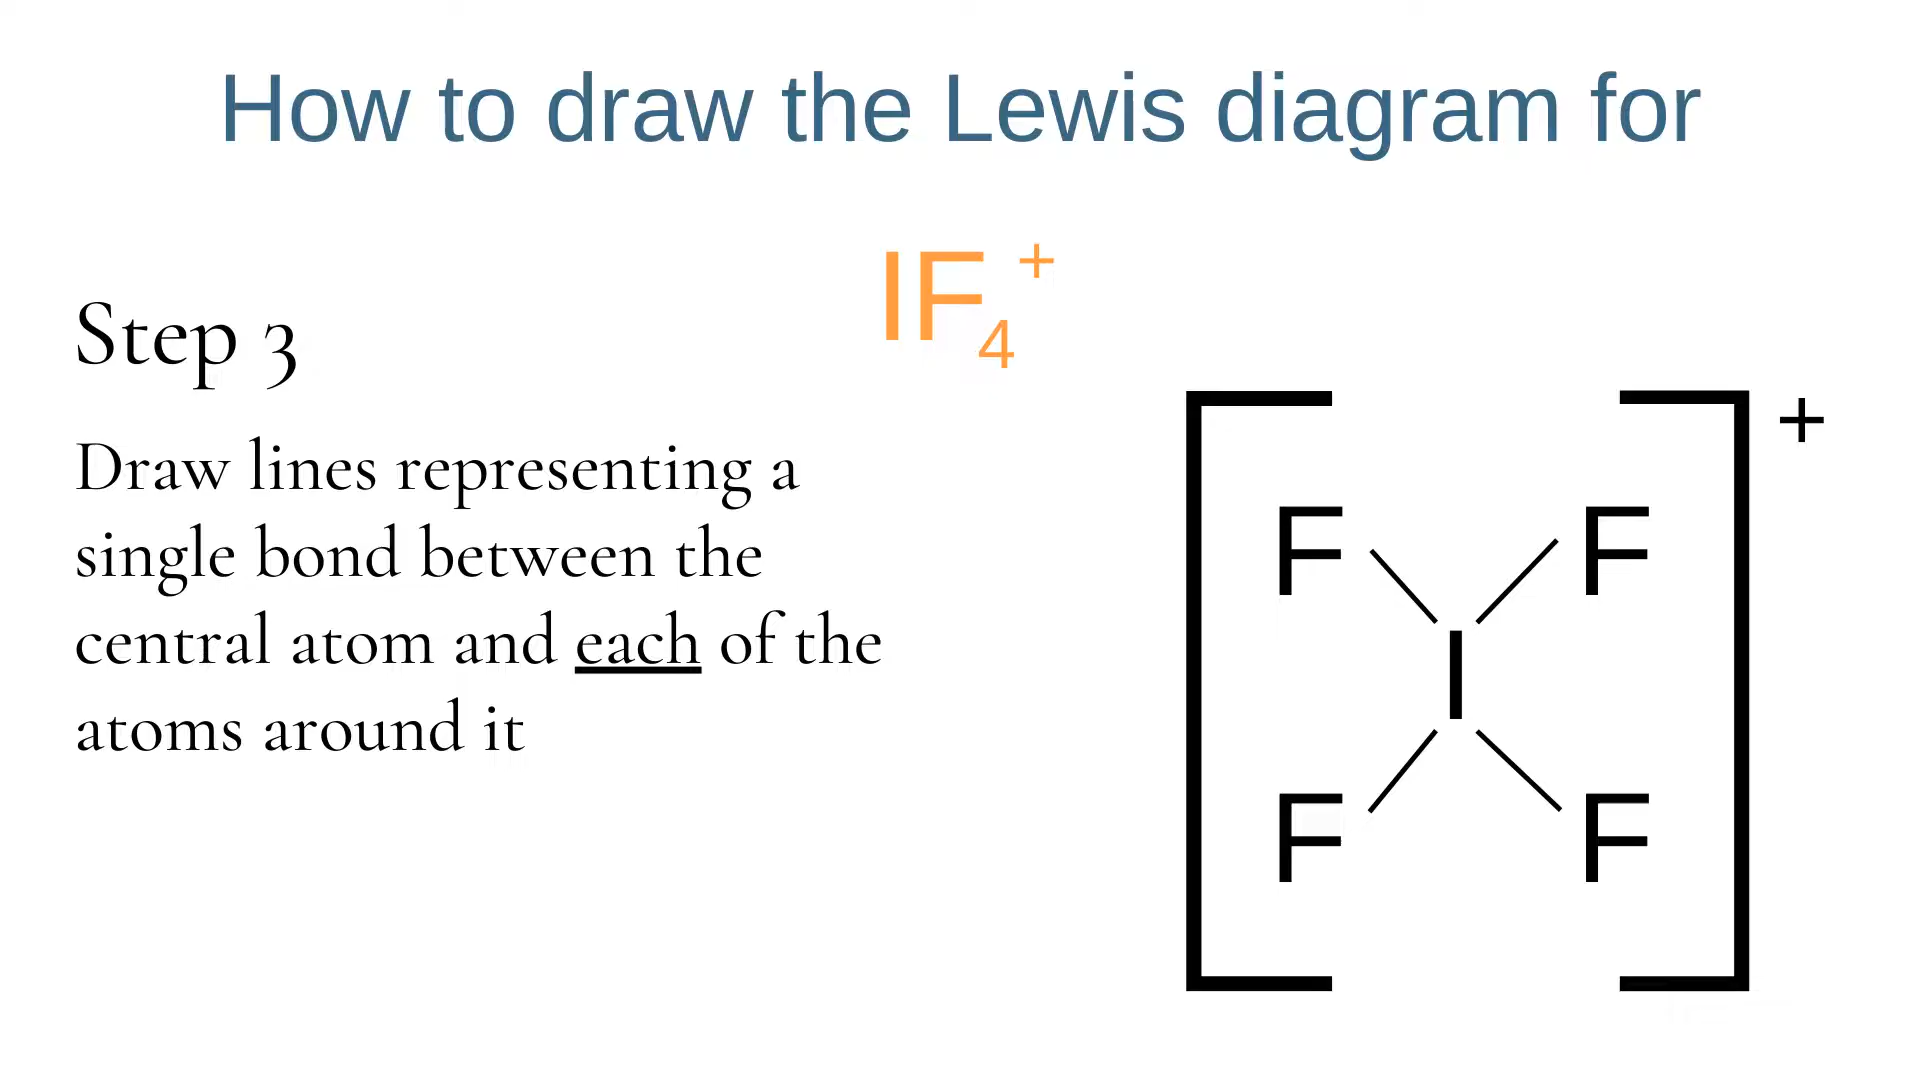 How to draw the Lewis diagram for
IF₄⁺
Step 3
Draw lines representing a
single bond between the
central atom and each of the
atoms around it
+
F F
I
F F